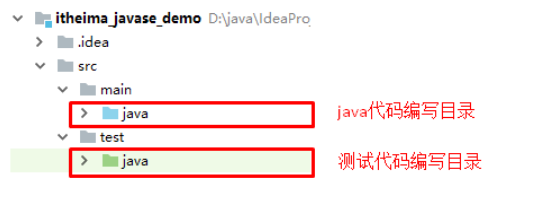 itheima_javase_demo D:\java\IdeaProj
.idea
src
main
java java代码编写目录
test
java 测试代码编写目录